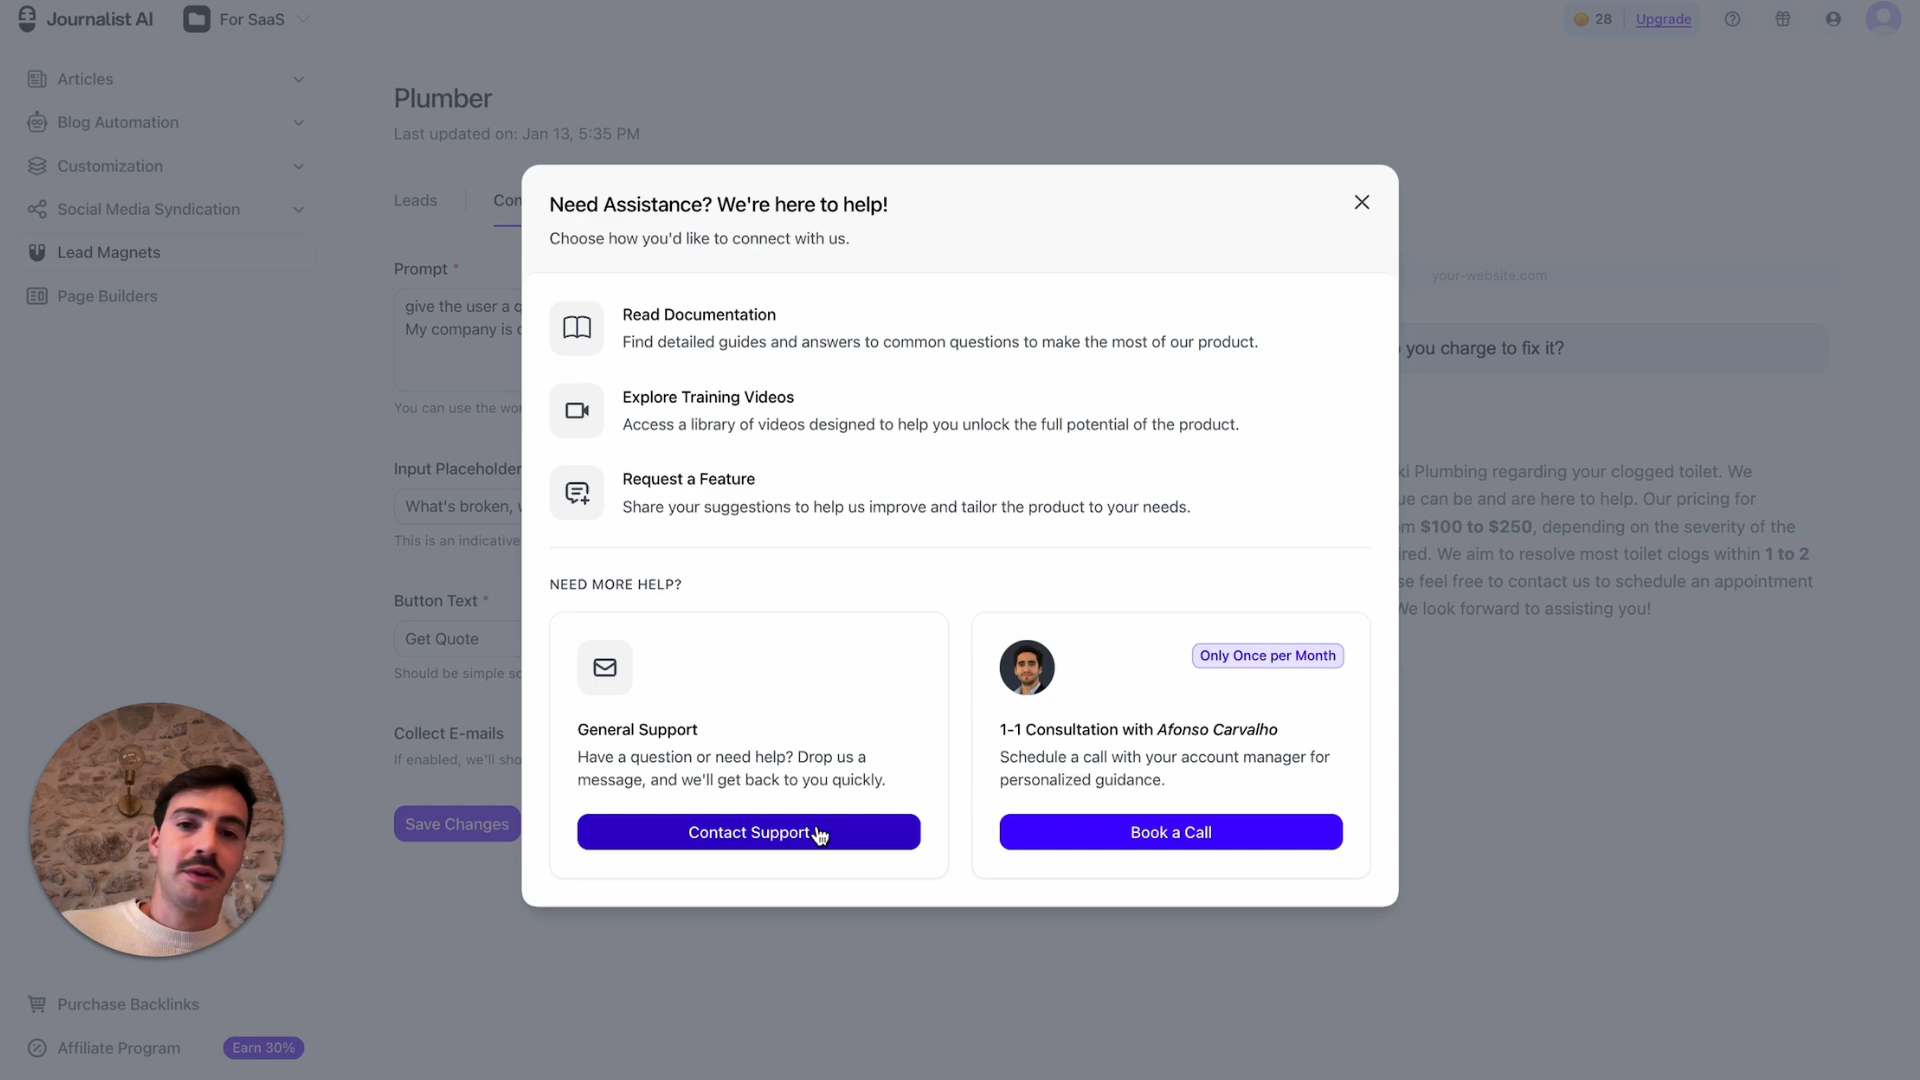 Journalist AI
For SaaS
28
Upgrade
Articles
Blog Automation
Customization
Social Media Syndication
Lead Magnets
Page Builders
Purchase Backlinks
Affiliate Program
Earn 30%
Plumber
Last updated on: Jan 13, 5:35 PM
Leads
Prompt *
give the user a
My company is
You can use the
Input Placeholder
What's broken,
This is an indicative
Button Text *
Get Quote
Should be simple
Collect E-mails
If enabled, we'll
Save Changes
Need Assistance? We're here to help!
Choose how you'd like to connect with us.
Read Documentation
Find detailed guides and answers to common questions to make the most of our product.
Explore Training Videos
Access a library of videos designed to help you unlock the full potential of the product.
Request a Feature
Share your suggestions to help us improve and tailor the product to your needs.
NEED MORE HELP?
General Support
Have a question or need help? Drop us a
message, and we'll get back to you quickly.
Contact Support
Only Once per Month
1-1 Consultation with Afonso Carvalho
Schedule a call with your account manager for
personalized guidance.
Book a Call
your-website.com
you charge to fix it?
Plumbing regarding your clogged toilet. We
can be and are here to help. Our pricing for
$100 to $250, depending on the severity of the
We aim to resolve most toilet clogs within 1 to 2
feel free to contact us to schedule an appointment
We look forward to assisting you!